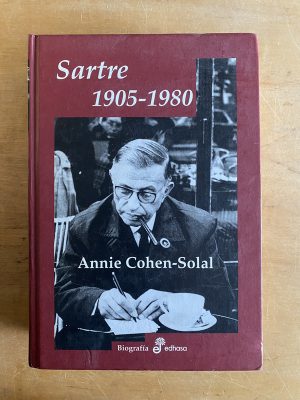 Sartre
1905-1980
Annie Cohen-Solal
Biografía edhasa